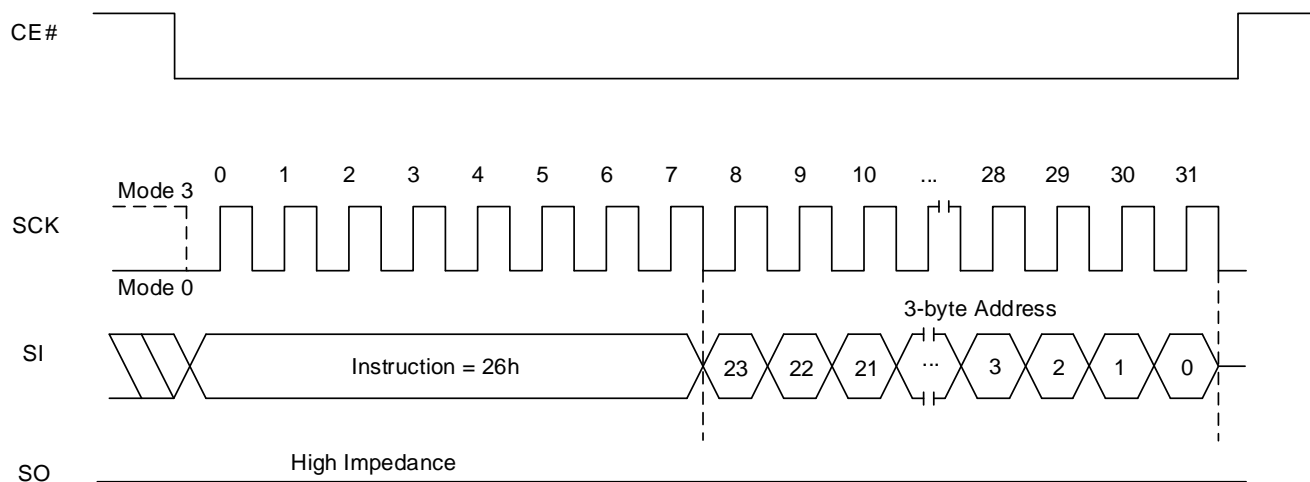 CE#
0 1 2 3 4 5 6 7 8 9 10 ... 28 29 30 31
Mode 3
SCK
Mode 0
3-byte Address
SI
Instruction = 26h 23 22 21 ... 3 2 1 0
High Impedance
SO